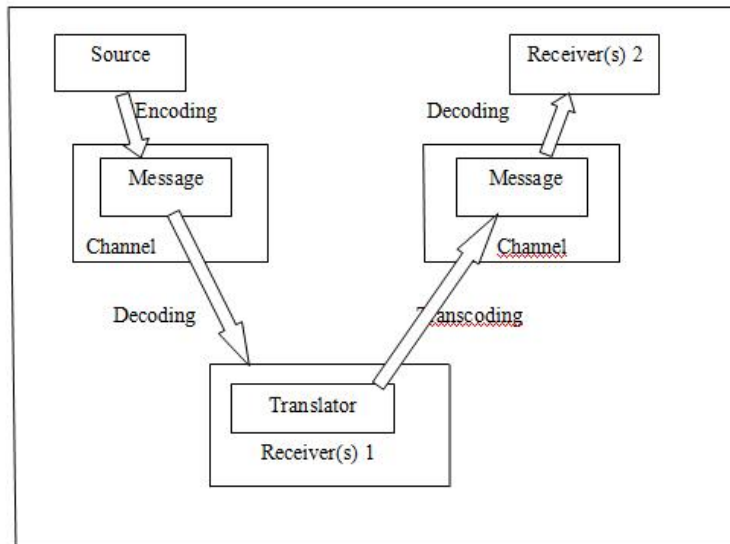 Source
Receiver(s) 2
Encoding
Decoding
Message
Message
Channel
Channel
Decoding
Transcoding
Translator
Receiver(s) 1